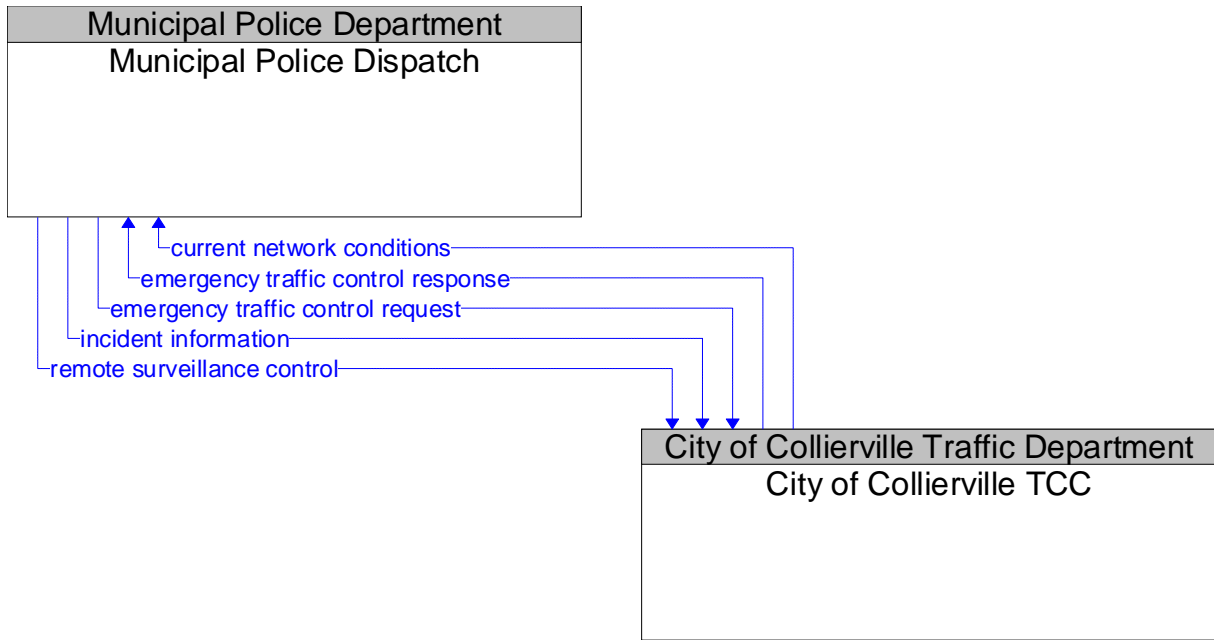 Municipal Police Department
Municipal Police Dispatch
current network conditions
emergency traffic control response
emergency traffic control request
incident information
remote surveillance control
City of Collierville Traffic Department
City of Collierville TCC